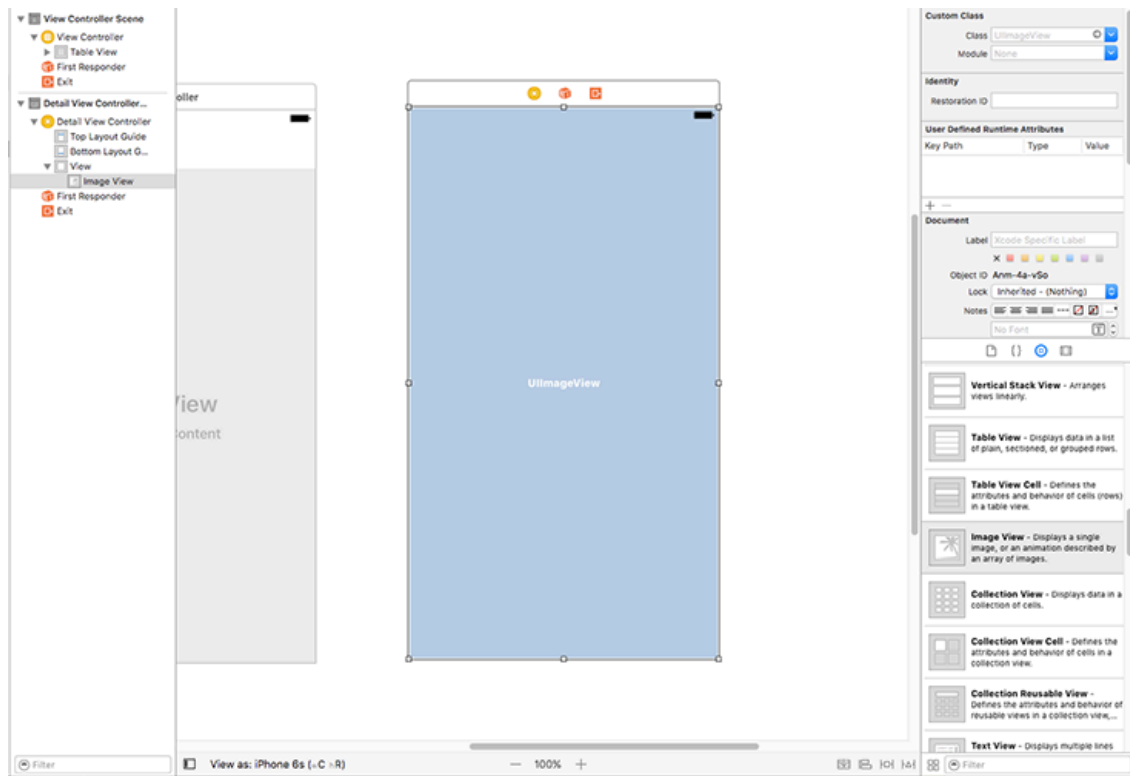 View Controller Scene
View Controller
Table View
First Responder
Exit
Detail View Controller...
Detail View Controller
Top Layout Guide
Bottom Layout G...
View
Image View
First Responder
Exit
Filter
oller
View
Content
UIImageView
View as: iPhone 6s (
C
R)
100%
Custom Class
Class UIImageView
Module None
Identity
Restoration ID
User Defined Runtime Attributes
Key Path Type Value
Document
Label Xcode Specific Label
Object ID Anm-4a-vSo
Lock Inherited - (Nothing)
Notes
No Font
Vertical Stack View - Arranges
views linearly.
Table View - Displays data in a list
of plain, sectioned, or grouped rows.
Table View Cell - Defines the
attributes and behavior of cells (rows)
in a table view.
Image View - Displays a single
image, or an animation described by
an array of images.
Collection View - Displays data in a
collection of cells.
Collection View Cell - Defines the
attributes and behavior of cells in a
collection view.
Collection Reusable View -
Defines the attributes and behavior of
reusable views in a collection view,...
Text View - Displays multiple lines
Filter